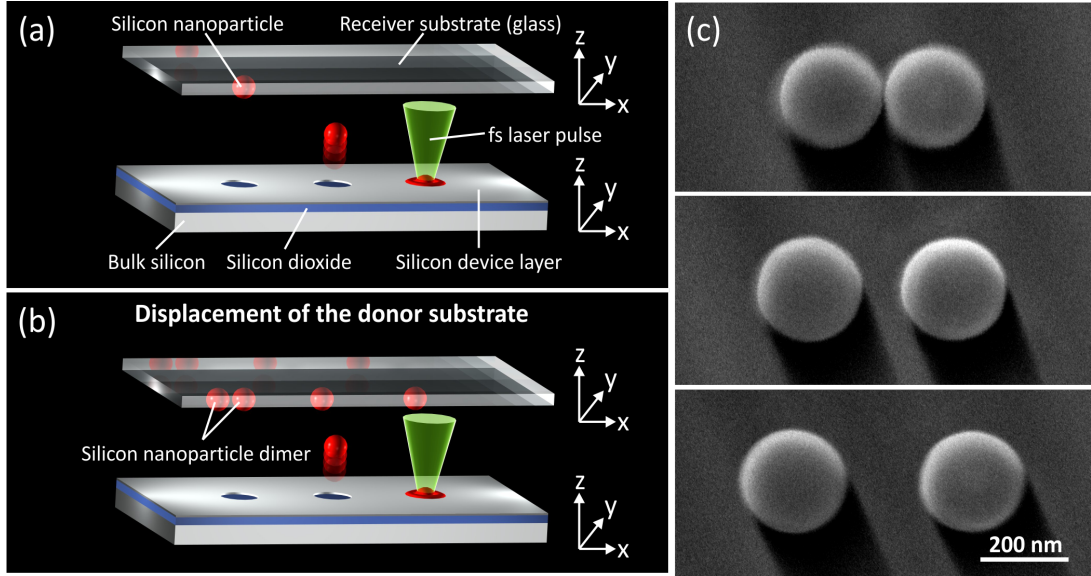 (a)
Silicon nanoparticle
Receiver substrate (glass)
z
y
x
fs laser pulse
z
y
x
Bulk silicon
Silicon dioxide
Silicon device layer
(b)
Displacement of the donor substrate
z
y
x
Silicon nanoparticle dimer
z
y
x
(c)
200 nm